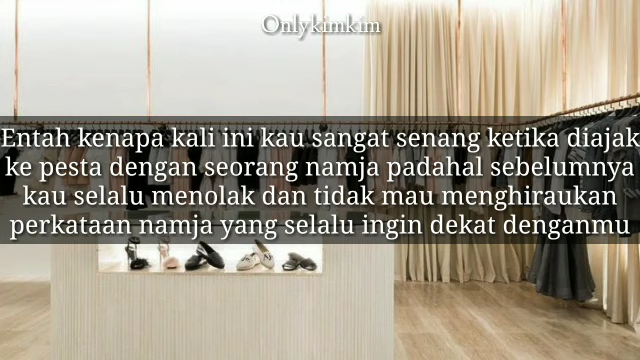 Onlykimkim
Entah kenapa kali ini kau sangat senang ketika diajak
ke pesta dengan seorang namja padahal sebelumnya
kau selalu menolak dan tidak mau menghiraukan
perkataan namja yang selalu ingin dekat denganmu